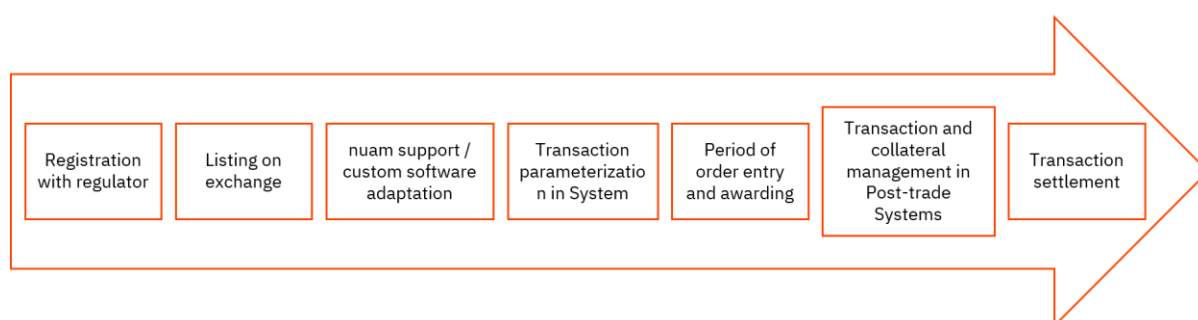 Registration
with regulator
Listing on
exchange
nuam support /
custom software
adaptation
Transaction
parameterizatio
n in System
Period of
order entry
and awarding
Transaction and
collateral
management in
Post-trade
Systems
Transaction
settlement